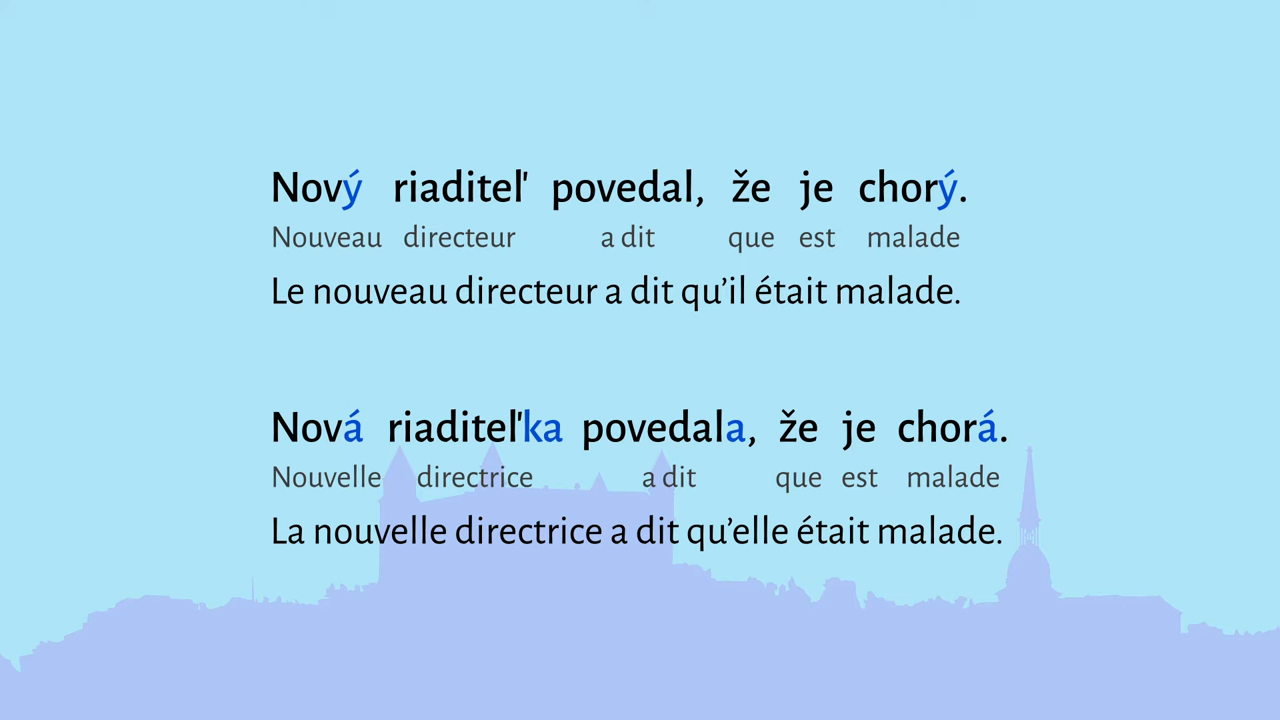 Nový riaditeľ povedal, že je chorý.
Nouveau directeur a dit que est malade
Le nouveau directeur a dit qu’il était malade.
Nová riaditeľka povedala, že je chorá.
Nouvelle directrice a dit que est malade
La nouvelle directrice a dit qu’elle était malade.